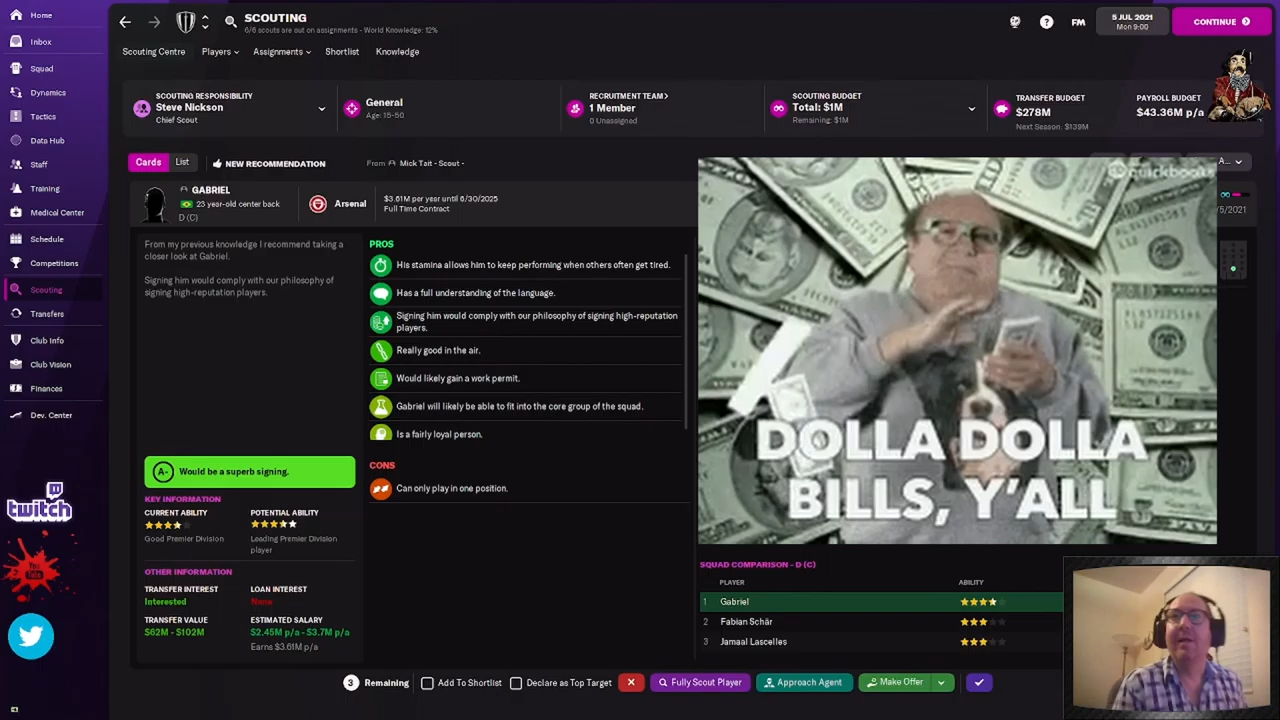 Home
Inbox
Squad
Dynamics
Tactics
Data Hub
Staff
Training
Medical Center
Schedule
Competitions
Scouting
Transfers
Club Info
Club Vision
Finances
Dev. Center
twitch
You
Tube
SCOUTING
6/6 scouts are out on assignments - World Knowledge: 12%
FM
5 JUL 2021
Mon 9:00
CONTINUE
Scouting Centre
Players
Assignments
Shortlist
Knowledge
SCOUTING RESPONSIBILITY
Steve Nickson
Chief Scout
General
Age: 15-50.
RECRUITMENT TEAM >
1 Member
0 Unassigned
SCOUTING BUDGET
Total: $1M
Remaining: $1M
TRANSFER BUDGET
$278M
Next Season: $139M
PAYROLL BUDGET
$43.36M p/a
Cards
List
NEW RECOMMENDATION
From
Mick Tait - Scout -
A...
GABRIEL
23 year-old center back
D (C)
Arsenal
$3.61M per year until 6/30/2025
Full Time Contract
/5/2021
From my previous knowledge I recommend taking a
closer look at Gabriel.
Signing him would comply with our philosophy of
signing high-reputation players.
A-
Would be a superb signing.
KEY INFORMATION
CURRENT ABILITY
Good Premier Division
POTENTIAL ABILITY
Leading Premier Division
player
OTHER INFORMATION
TRANSFER INTEREST
Interested
LOAN INTEREST
None
TRANSFER VALUE
$62M - $102M
ESTIMATED SALARY
$2.45M p/a - $3.7M p/a
Earns $3.61M p/a
PROS
His stamina allows him to keep performing when others often get tired.
Has a full understanding of the language.
Signing him would comply with our philosophy of signing high-reputation
players.
Really good in the air.
Would likely gain a work permit.
Gabriel will likely be able to fit into the core group of the squad.
Is a fairly loyal person.
CONS
Can only play in one position.
quickbooks
DOLLA DOLLA
BILLS, Y'ALL
SQUAD COMPARISON - D (C)
PLAYER
ABILITY
1 Gabriel
2 Fabian Schär
3 Jamaal Lascelles
3 Remaining
Add To Shortlist
Declare as Top Target
Fully Scout Player
Approach Agent
Make Offer